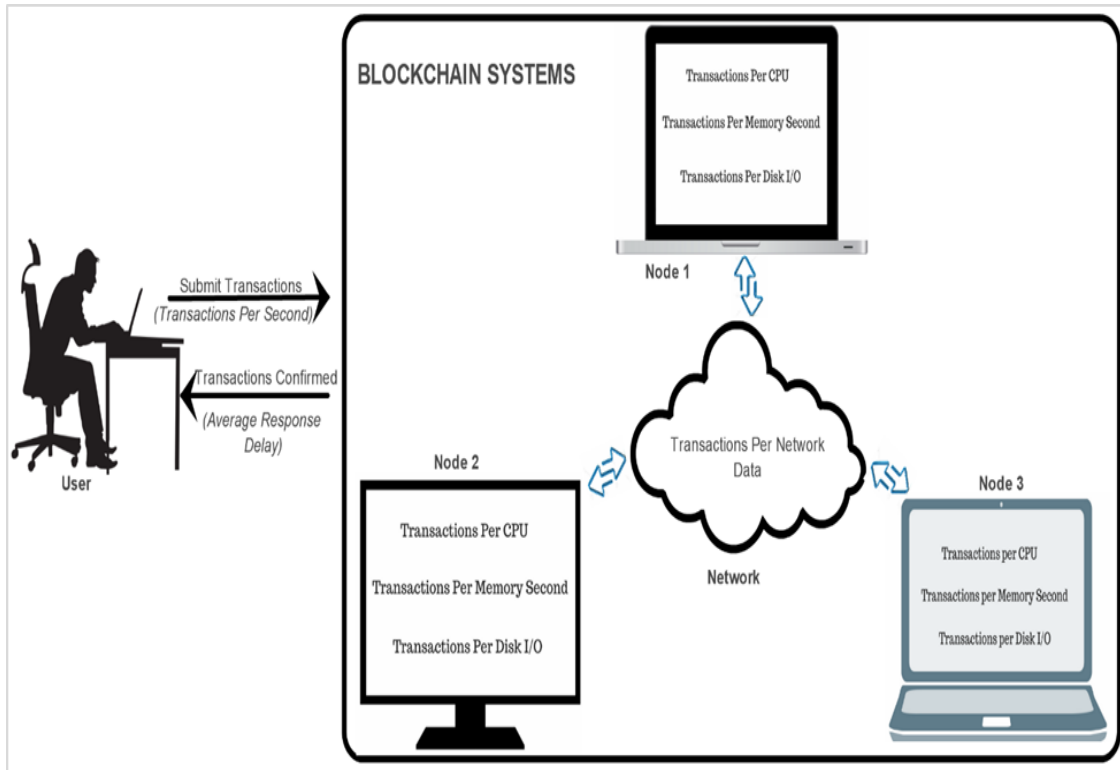 BLOCKCHAIN SYSTEMS
Transactions Per CPU
Transactions Per Memory Second
Transactions Per Disk I/O
Node 1
Submit Transactions
(Transactions Per Second)
Transactions Confirmed
(Average Response
Delay)
User
Transactions Per Network
Data
Network
Node 2
Transactions Per CPU
Transactions Per Memory Second
Transactions Per Disk I/O
Node 3
Transactions per CPU
Transactions per Memory Second
Transactions per Disk I/O